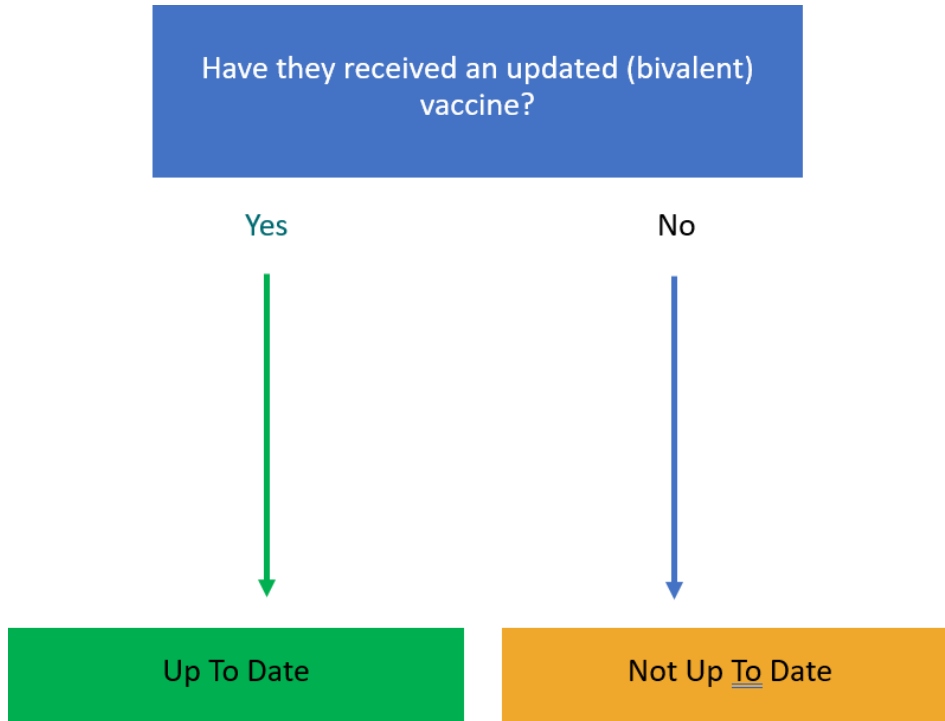 Have they received an updated (bivalent)
vaccine?
Yes
No
Up To Date
Not Up To Date